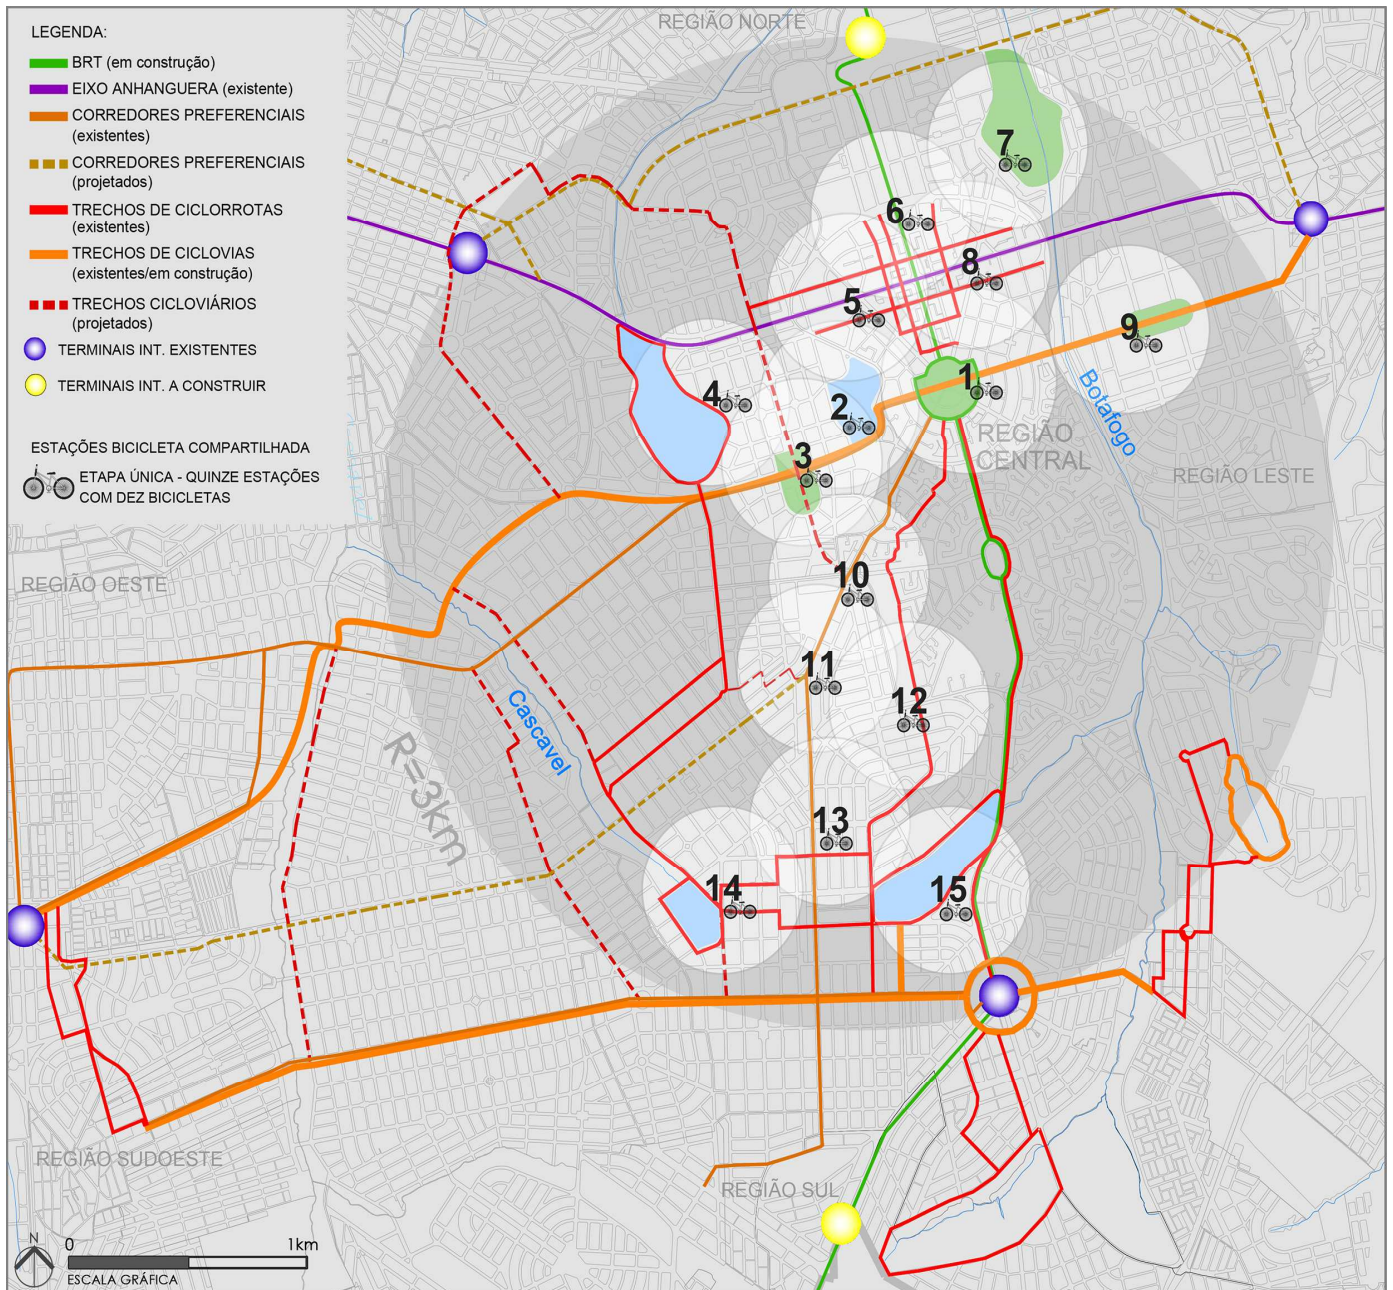 LEGENDA:
BRT (em construção)
EIXO ANHANGUERA (existente)
CORREDORES PREFERENCIAIS
(existentes)
CORREDORES PREFERENCIAIS
(projetados)
TRECHOS DE CICLORROTAS
(existentes)
TRECHOS DE CICLOVIAS
(existentes/em construção)
TRECHOS CICLOVIÁRIOS
(projetados)
TERMINAIS INT. EXISTENTES
TERMINAIS INT. A CONSTRUIR
ESTAÇÕES BICICLETA COMPARTILHADA
ETAPA ÚNICA - QUINZE ESTAÇÕES
COM DEZ BICICLETAS
REGIÃO NORTE
7
6
8
5
9
1
4
2
Botafogo
REGIÃO
CENTRAL
3
REGIÃO LESTE
10
REGIÃO OESTE
11
12
Cascavel
R=3km
13
14
15
REGIÃO SUDOESTE
REGIÃO SUL
N
0 1km
ESCALA GRÁFICA